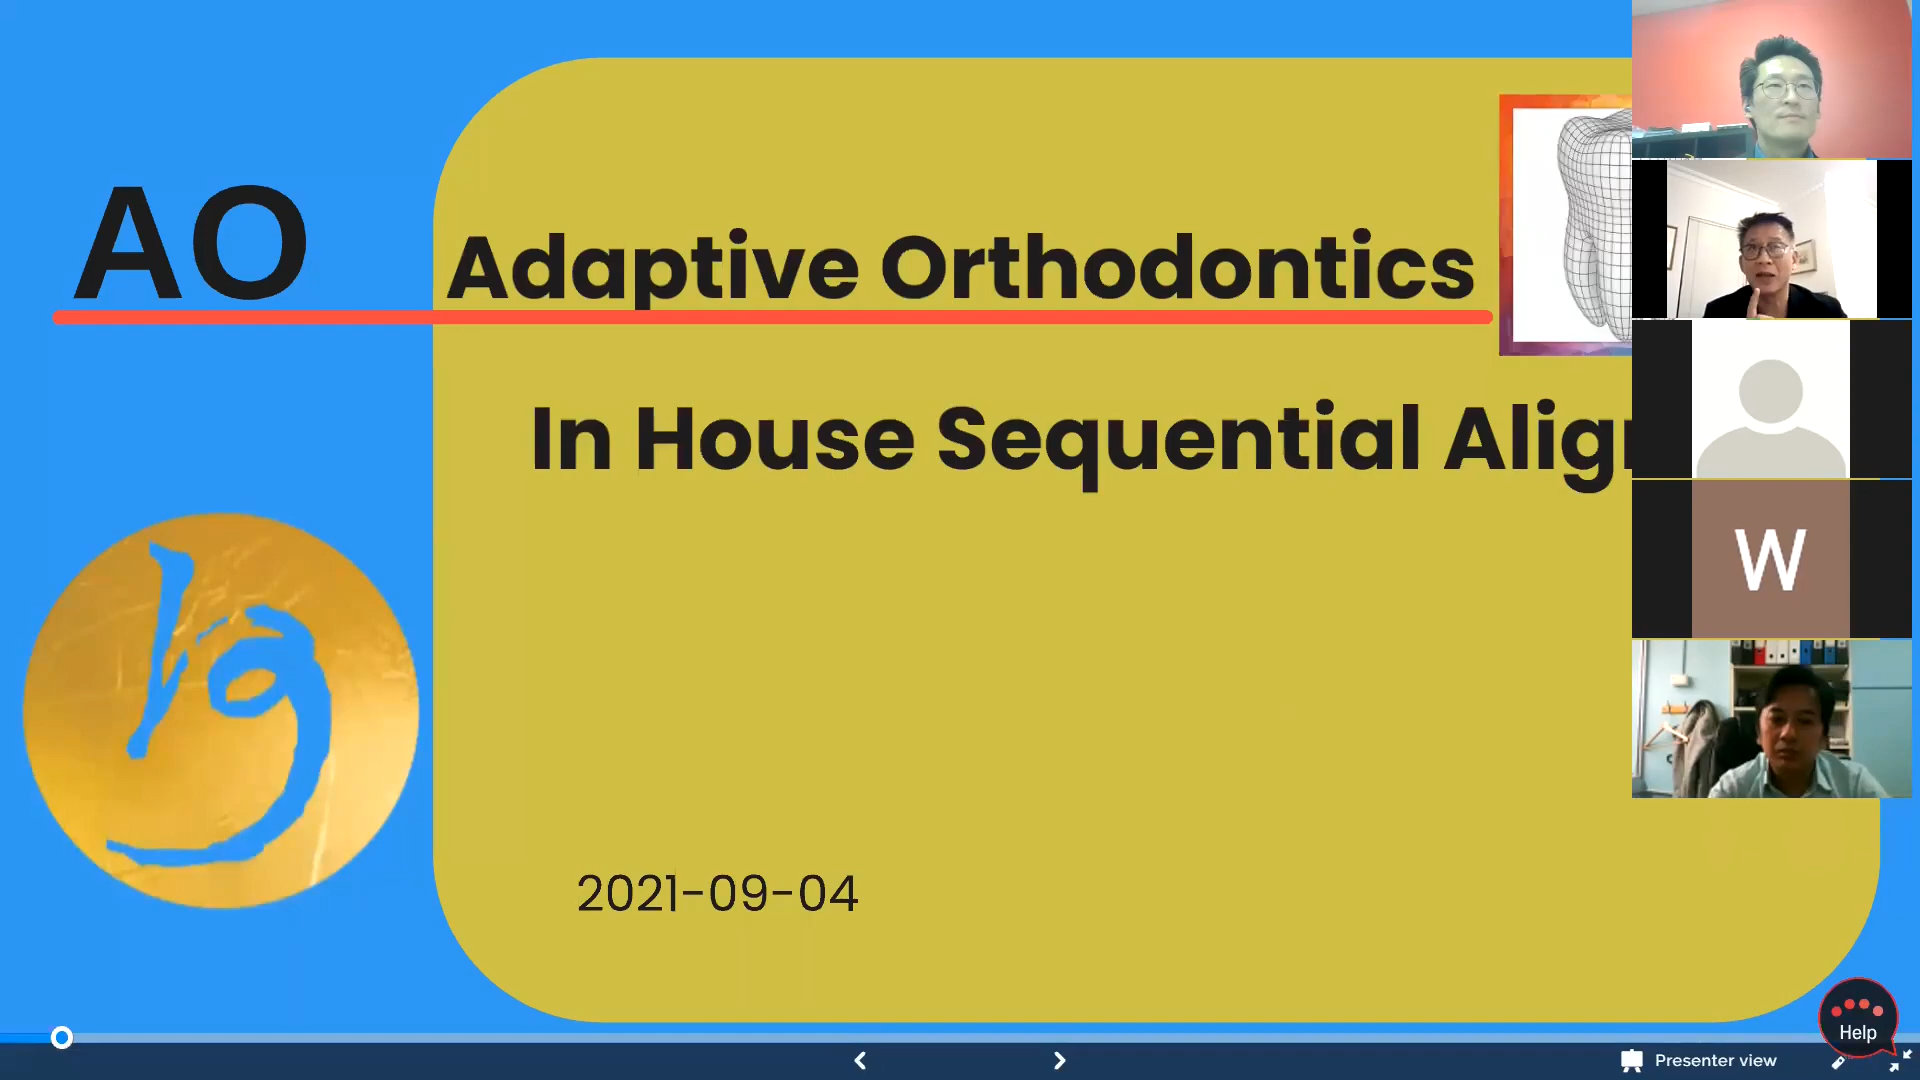 AO
Adaptive Orthodontics
In House Sequential Alig
2021-09-04
W
Help
Presenter view